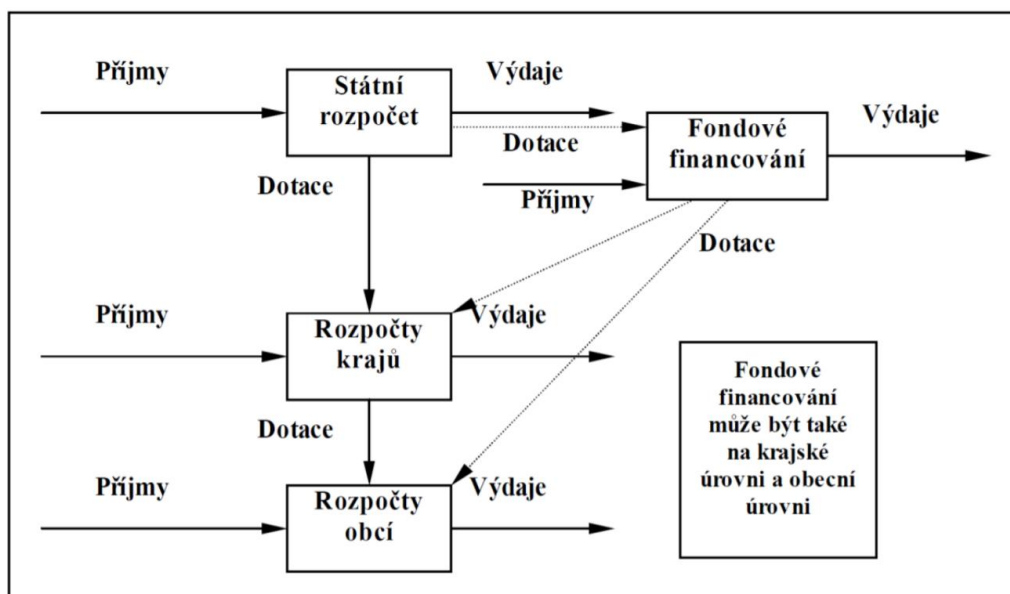 Příjmy
Státní
rozpočet
Výdaje
Dotace
Fondové
financování
Výdaje
Příjmy
Dotace
Dotace
Příjmy
Rozpočty
krajů
Výdaje
Dotace
Příjmy
Rozpočty
obcí
Výdaje
Fondové
financování
může být také
na krajské
úrovni a obecní
úrovni